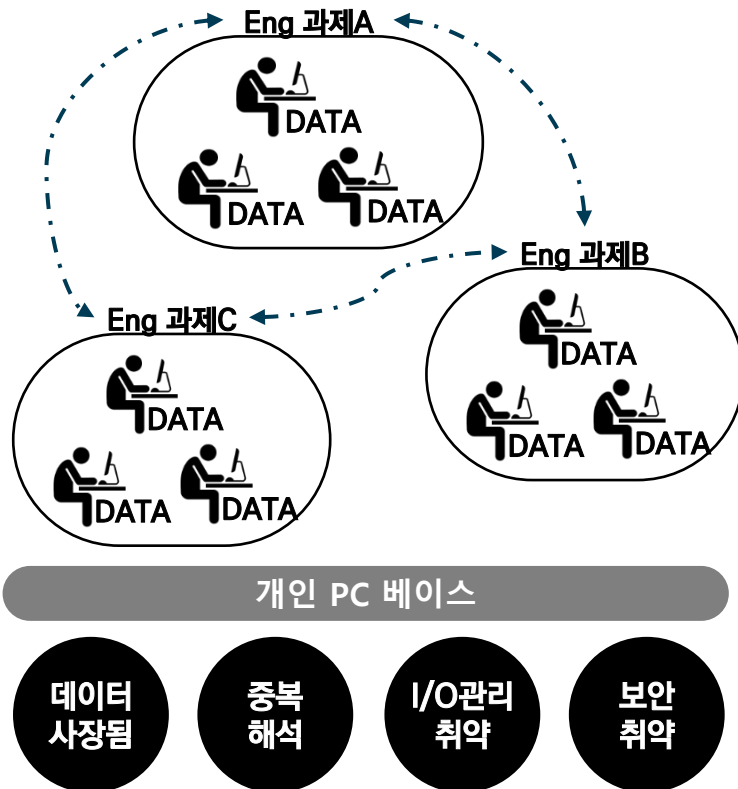 Eng 과제A
DATA
DATA
DATA
Eng 과제B
DATA
DATA
DATA
Eng 과제C
DATA
DATA
DATA
개인 PC 베이스
데이터
사장됨
중복
해석
I/O관리
취약
보안
취약